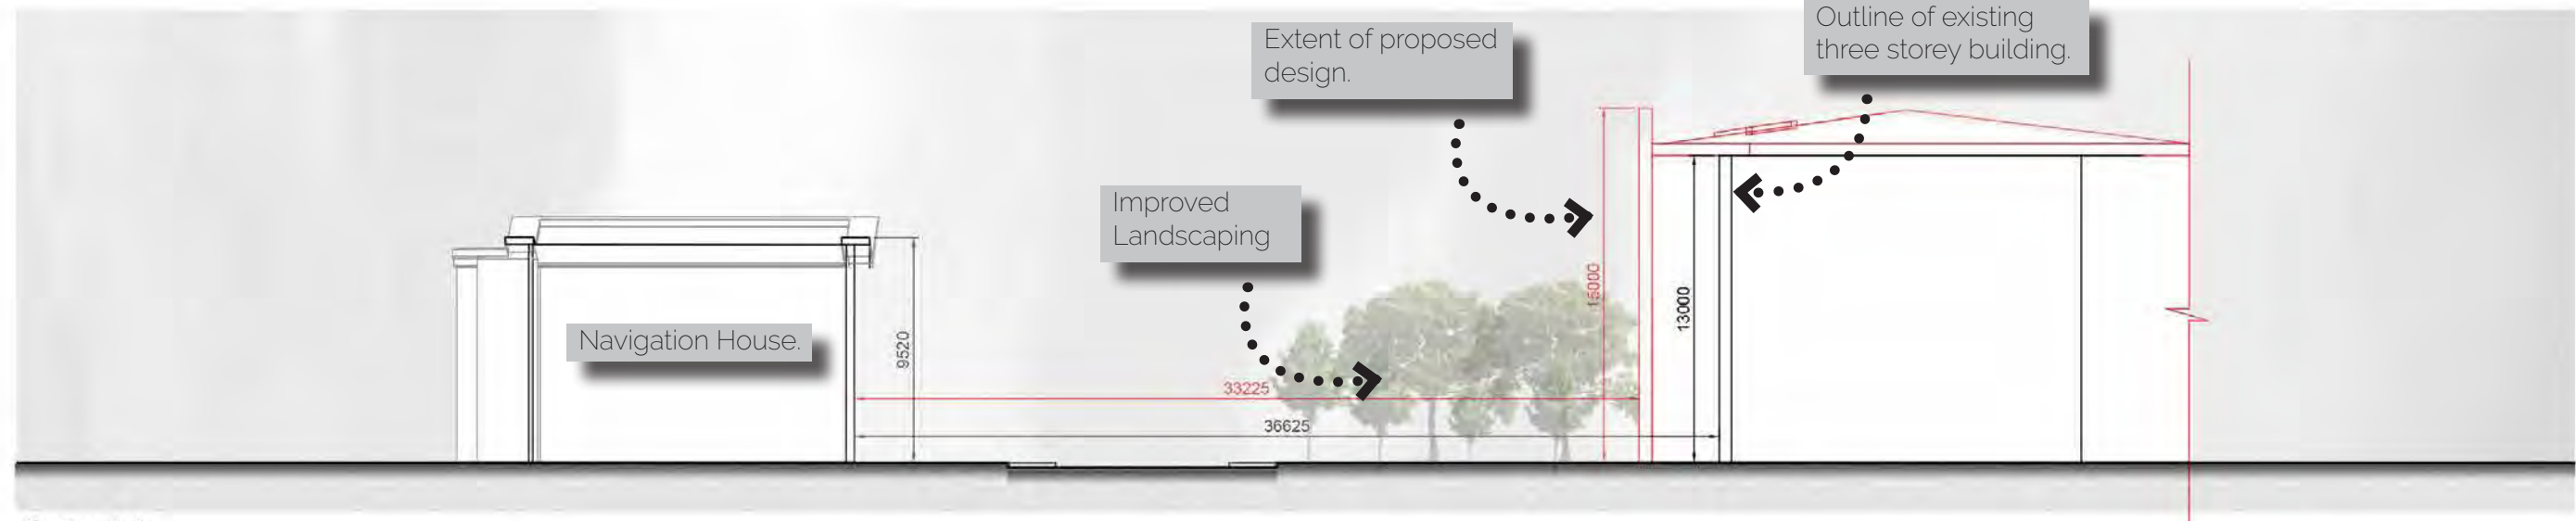 Outline of existing
three storey building.
Extent of proposed
design.
Improved
Landscaping
Navigation House.
9520
33225
36625
15000
13000